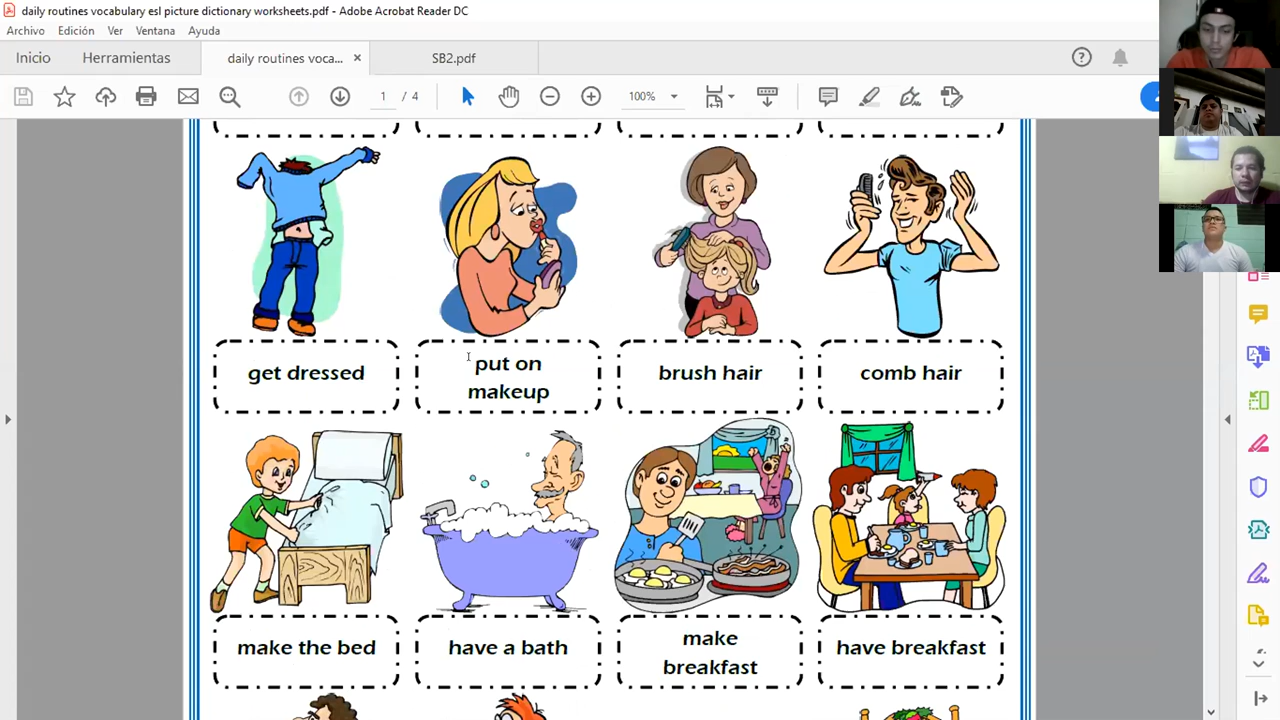 daily routines vocabulary esl picture dictionary worksheets.pdf - Adobe Acrobat Reader DC
Archivo Edición Ver Ventana Ayuda
Inicio Herramientas daily routines voca... × SB2.pdf
1 / 4 100%
get dressed
put on
makeup
brush hair
comb hair
make the bed
have a bath
make
breakfast
have breakfast